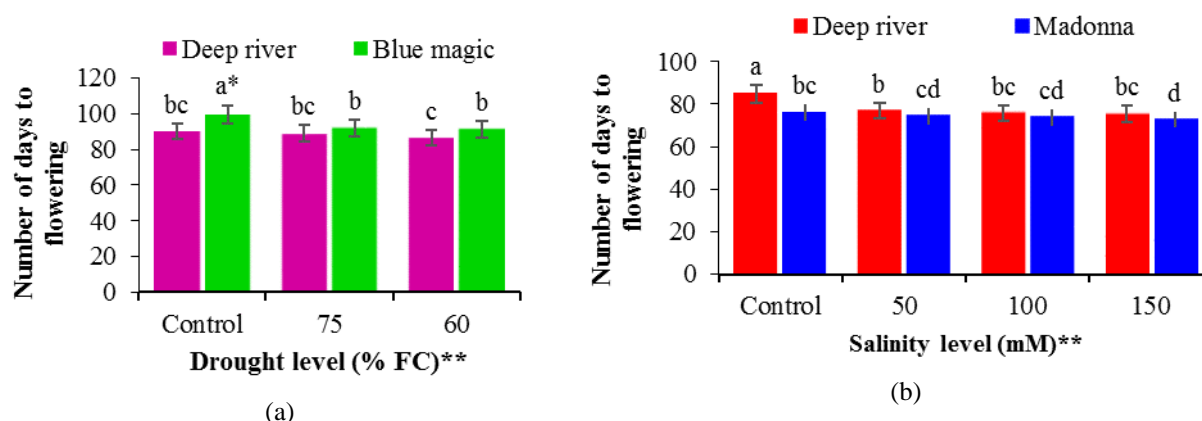 Deep river Blue magic
Number of days to
flowering
120
100
80
60
40
20
0
bc a* bc b c b
Control 75 60
Drought level (% FC)**
(a)
Deep river Madonna
Number of days to
flowering
100
80
60
40
20
0
a bc b cd bc cd bc d
Control 50 100 150
Salinity level (mM)**
(b)